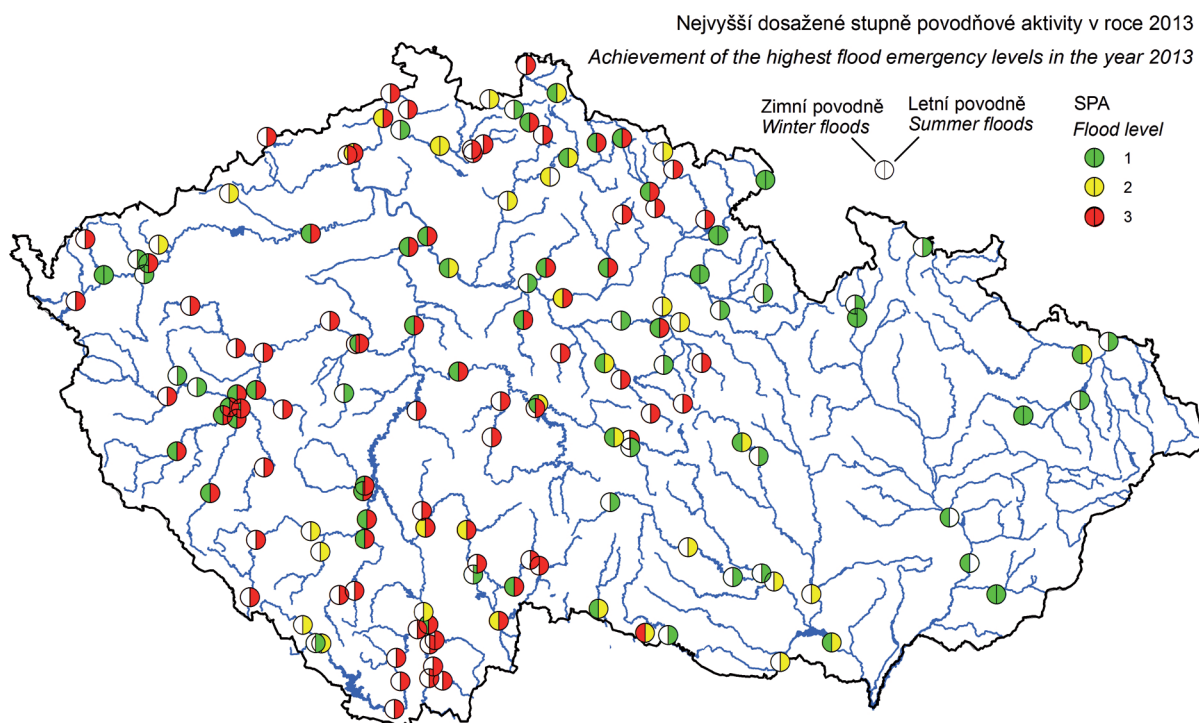 Nejvyšší dosažené stupně povodňové aktivity v roce 2013
Achievement of the highest flood emergency levels in the year 2013
Zimní povodně
Winter floods
Letní povodně
Summer floods
SPA
Flood level
1
2
3